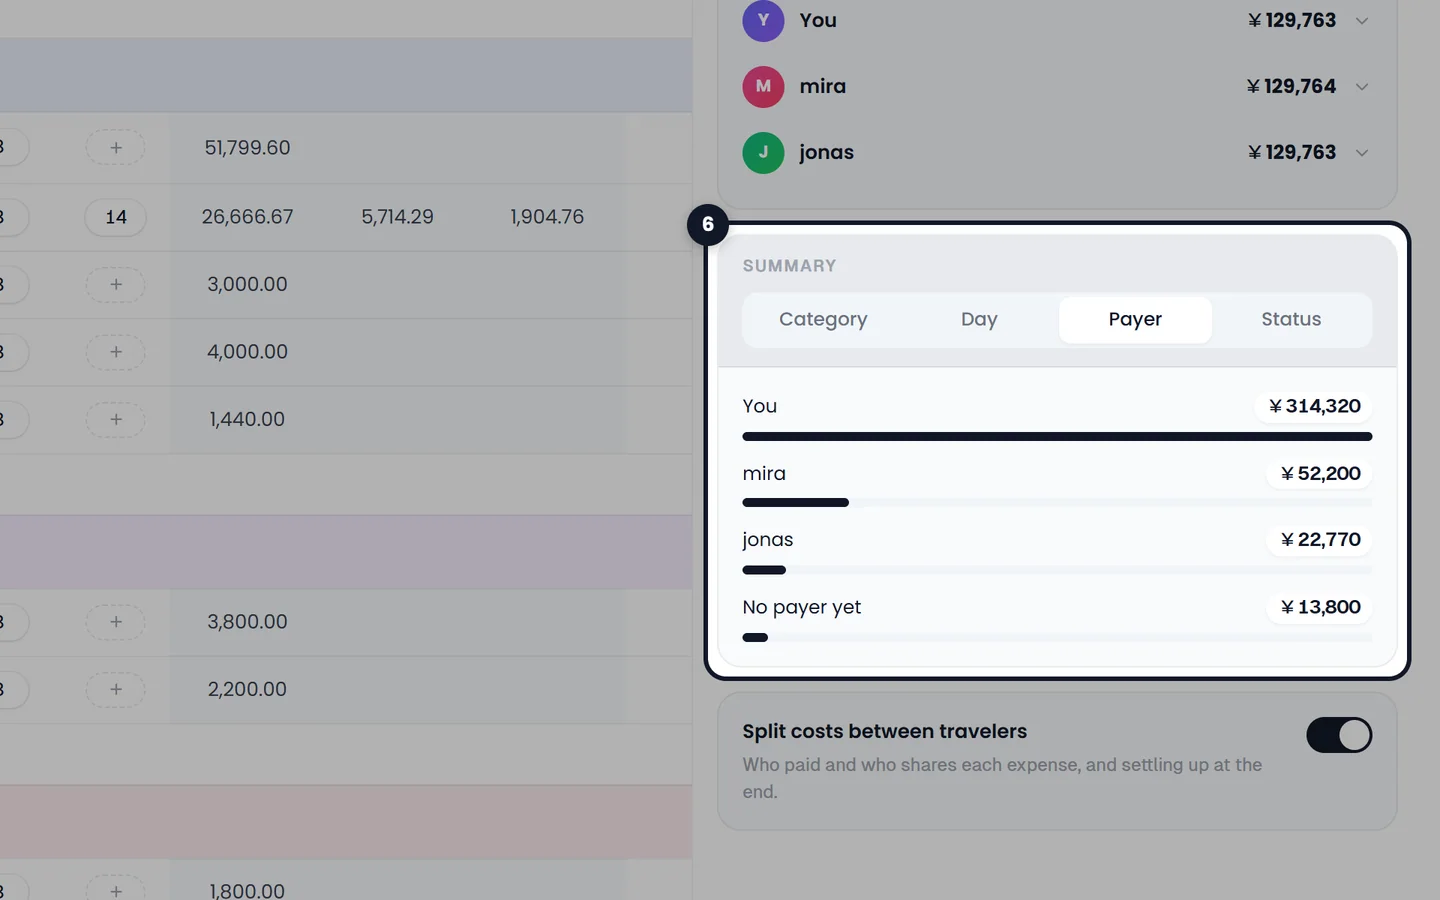 Y You ¥ 129,763
M mira ¥ 129,764
J jonas ¥ 129,763
+ 51,799.60
14 26,666.67 5,714.29 1,904.76
+ 3,000.00
+ 4,000.00
+ 1,440.00
+ 3,800.00
+ 2,200.00
+ 1,800.00
6
SUMMARY
Category Day Payer Status
You ¥ 314,320
mira ¥ 52,200
jonas ¥ 22,770
No payer yet ¥ 13,800
Split costs between travelers
Who paid and who shares each expense, and settling up at the
end.